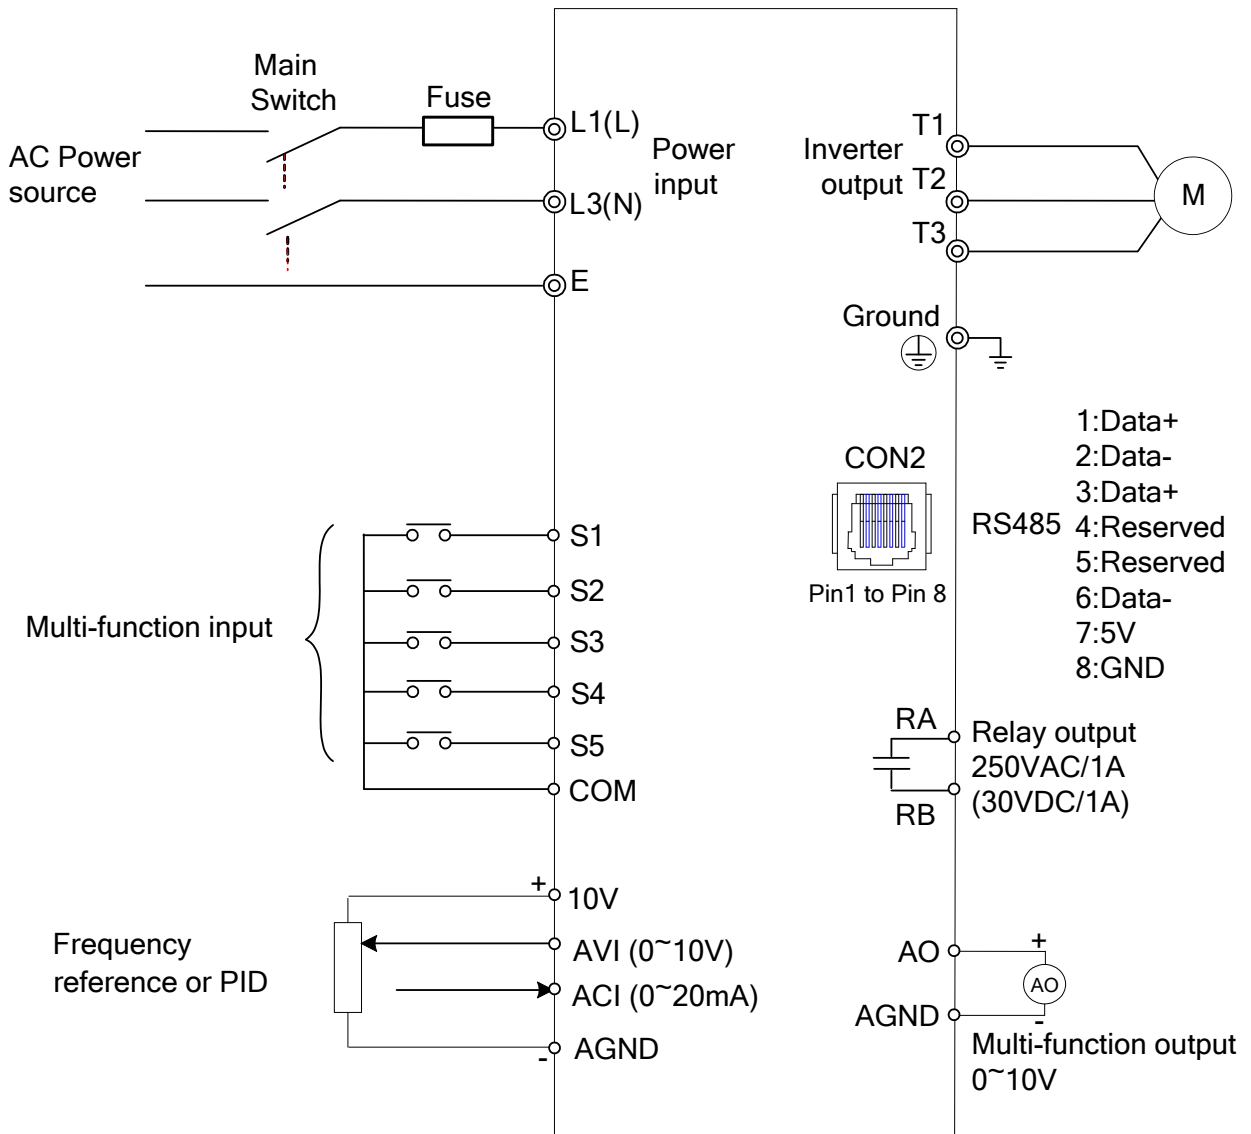 Main
Switch
Fuse
AC Power
source
L1(L)
Power
input
L3(N)
E
Inverter
output
T1
T2
T3
M
Ground
CON2
Pin1 to Pin 8
RS485
1:Data+
2:Data-
3:Data+
4:Reserved
5:Reserved
6:Data-
7:5V
8:GND
Multi-function input
S1
S2
S3
S4
S5
COM
RA
RB
Relay output
250VAC/1A
(30VDC/1A)
Frequency
reference or PID
+
10V
AVI (0~10V)
ACI (0~20mA)
-
AGND
AO
+
AO
AGND
-
Multi-function output
0~10V